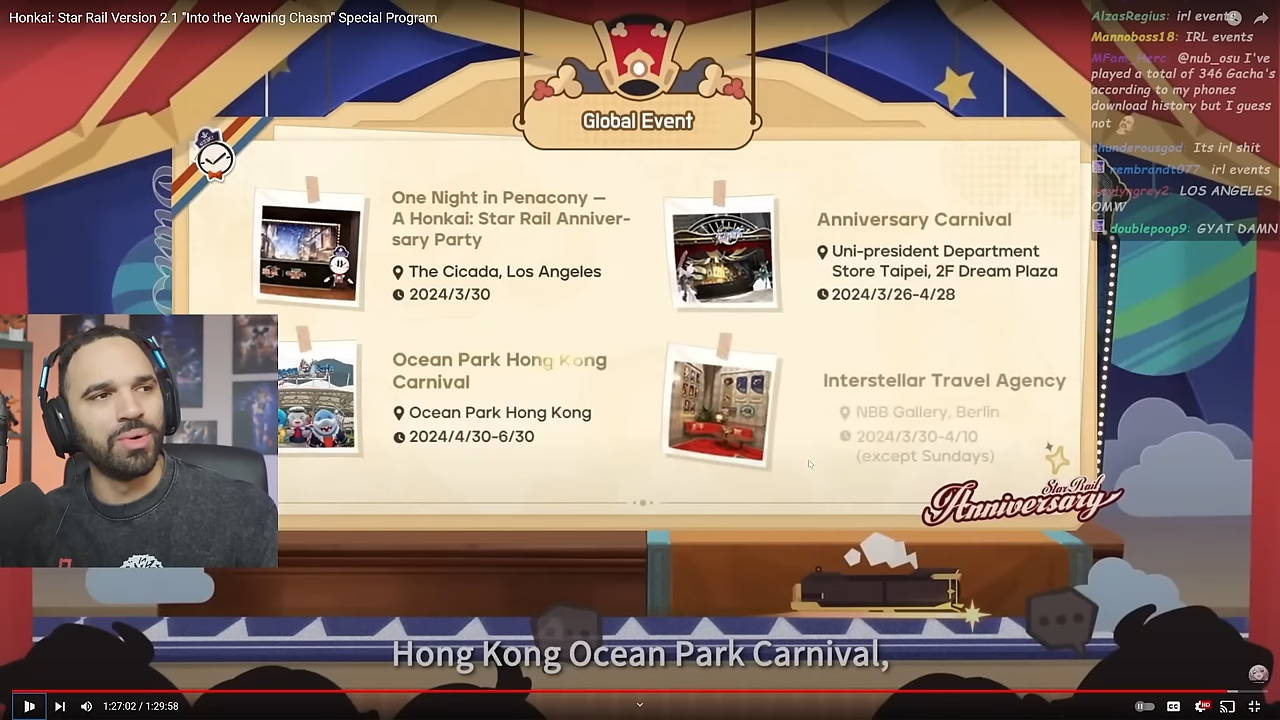 Honkai: Star Rail Version 2.1 "Into the Yawning Chasm" Special Program
AlzasRegius: irl events
Mannoboss18: IRL events
MFam_Herc: @nub_osu I've
played a total of 346 Gacha's
according to my phones
download history but I guess
not
thunderousgod: Its irl shit
rembrandt077 irl events
LOS ANGELES
OMW
doublepoop9: GYAT DAMN
Global Event
One Night in Penacony —
A Honkai: Star Rail Anniver-
sary Party
The Cicada, Los Angeles
2024/3/30
Anniversary Carnival
Uni-president Department
Store Taipei, 2F Dream Plaza
2024/3/26-4/28
Ocean Park Hong Kong
Carnival
Ocean Park Hong Kong
2024/4/30-6/30
Interstellar Travel Agency
NBB Gallery, Berlin
2024/3/30-4/10
(except Sundays)
Star Rail
Anniversary
Hong Kong Ocean Park Carnival,
1:27:02 / 1:29:58
CC
HD